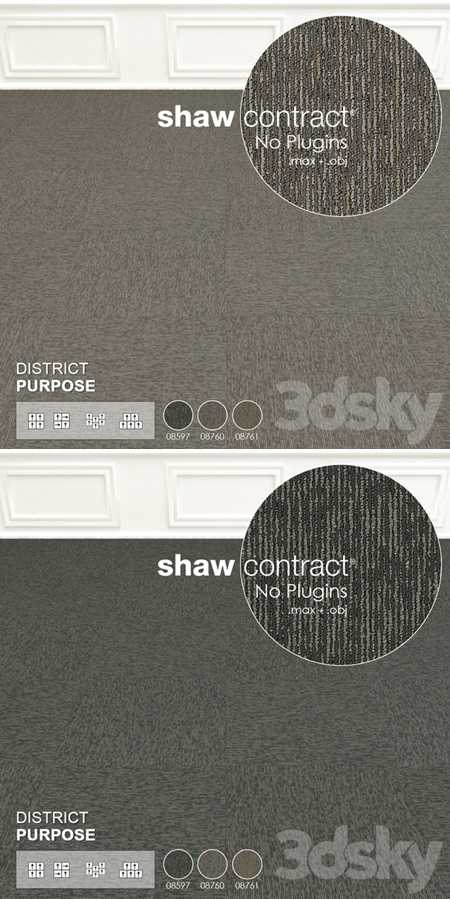 shaw contract®
No Plugins
.max + .obj
DISTRICT
PURPOSE
3dsky
08597 08760 08761
shaw contract®
No Plugins
.max + .obj
DISTRICT
PURPOSE
3dsky
08597 08760 08761